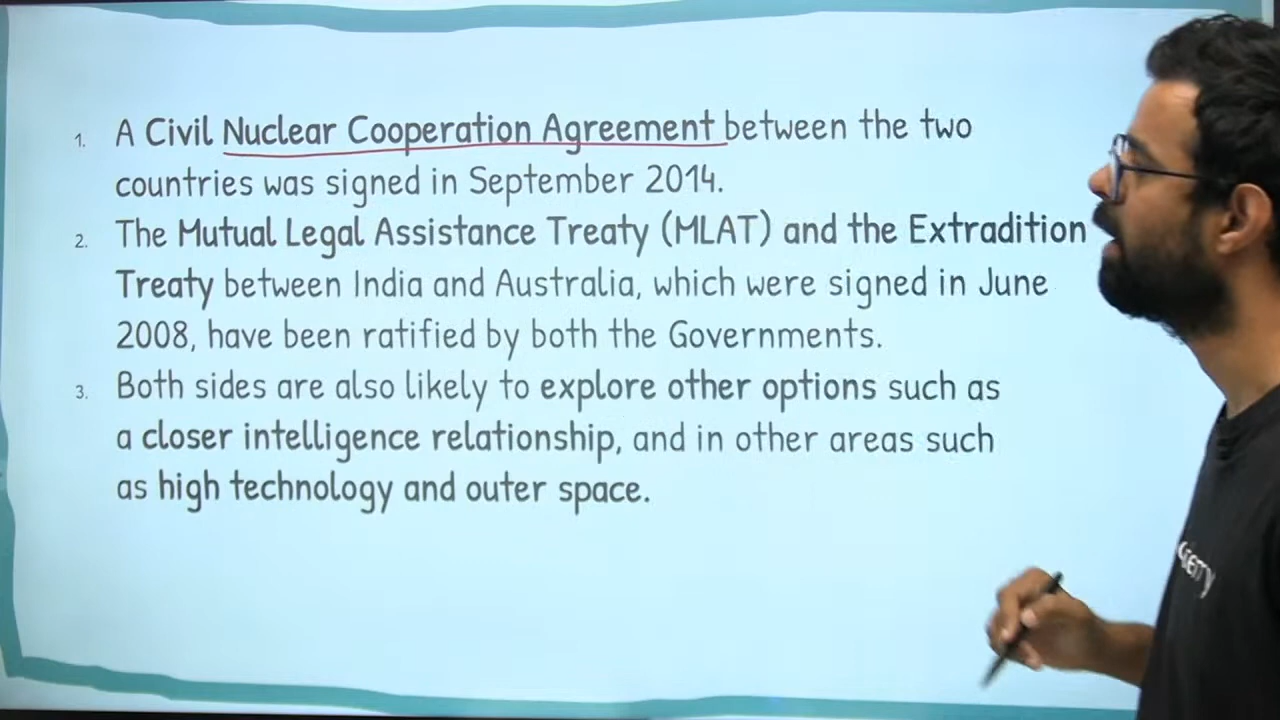 1. A Civil Nuclear Cooperation Agreement between the two
countries was signed in September 2014.
2. The Mutual Legal Assistance Treaty (MLAT) and the Extradition
Treaty between India and Australia, which were signed in June
2008, have been ratified by both the Governments.
3. Both sides are also likely to explore other options such as
a closer intelligence relationship, and in other areas such
as high technology and outer space.